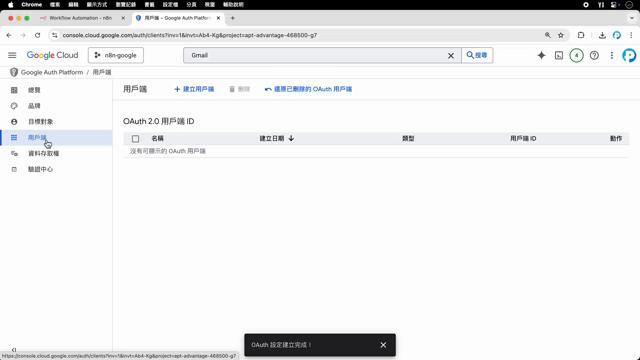 Chrome 檔案 編輯 顯示方式 瀏覽記錄 書籤 設定檔 分頁 視窗 輔助說明
Workflow Automation - n8n
用戶端 – Google Auth Platform
console.cloud.google.com/auth/clients?inv=1&invt=Ab4-Kg&project=apt-advantage-468500-g7
Google Cloud
n8n-google
Gmail
搜尋
4
Google Auth Platform / 用戶端
總覽
品牌
目標對象
用戶端
資料存取權
驗證中心
用戶端
建立用戶端
刪除
還原已刪除的 OAuth 用戶端
OAuth 2.0 用戶端 ID
名稱 建立日期 類型 用戶端 ID 動作
沒有可顯示的 OAuth 用戶端
OAuth 設定建立完成！
https://console.cloud.google.com/auth/clients?inv=1&invt=Ab4-Kg&project=apt-advantage-468500-g7